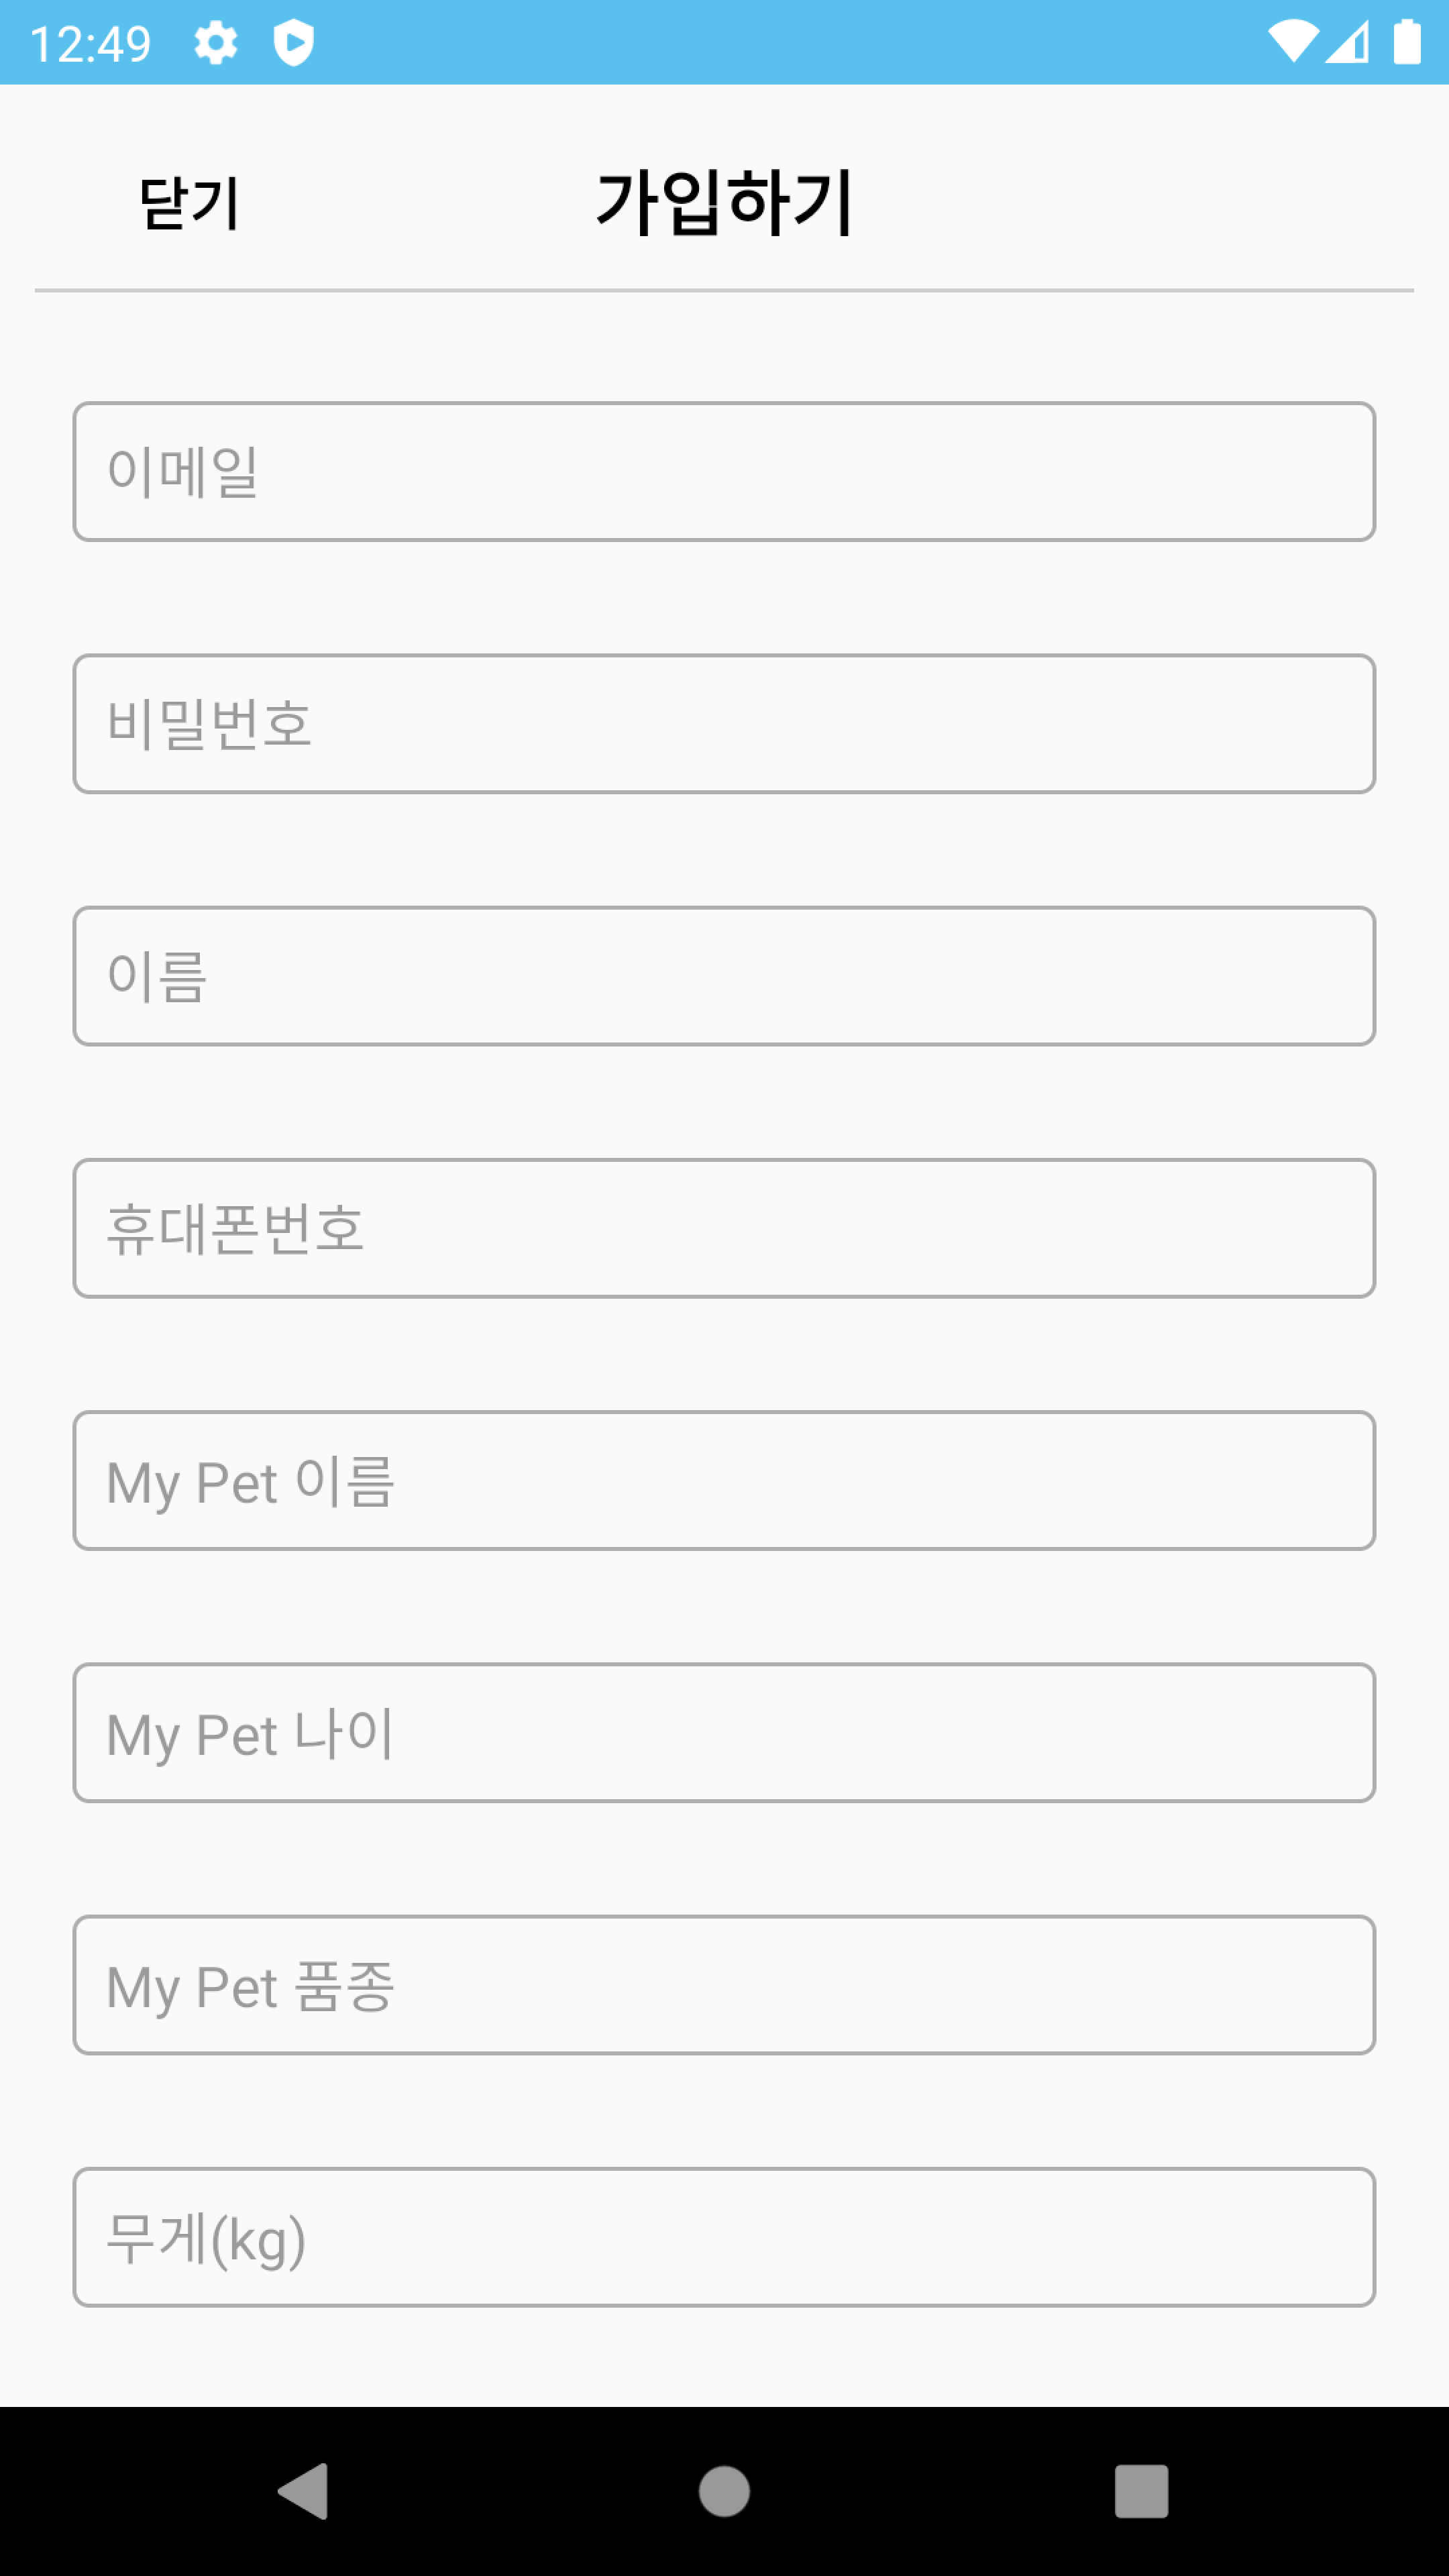 12:49
닫기 가입하기
이메일
비밀번호
이름
휴대폰번호
My Pet 이름
My Pet 나이
My Pet 품종
무게(kg)